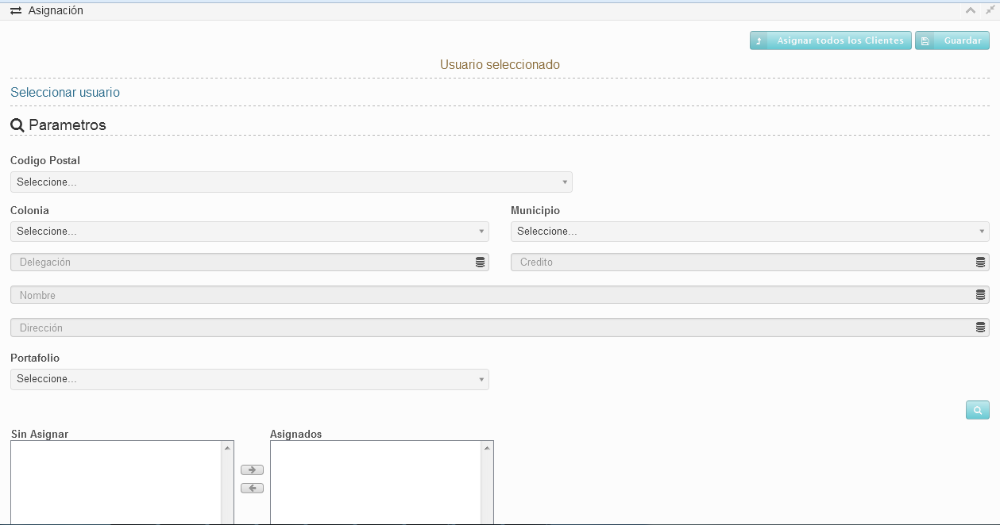 Asignación
Asignar todos los Clientes
Guardar
Usuario seleccionado
Seleccionar usuario
Parametros
Codigo Postal
Seleccione...
Colonia
Municipio
Seleccione...
Seleccione...
Delegación
Credito
Nombre
Dirección
Portafolio
Seleccione...
Sin Asignar
Asignados